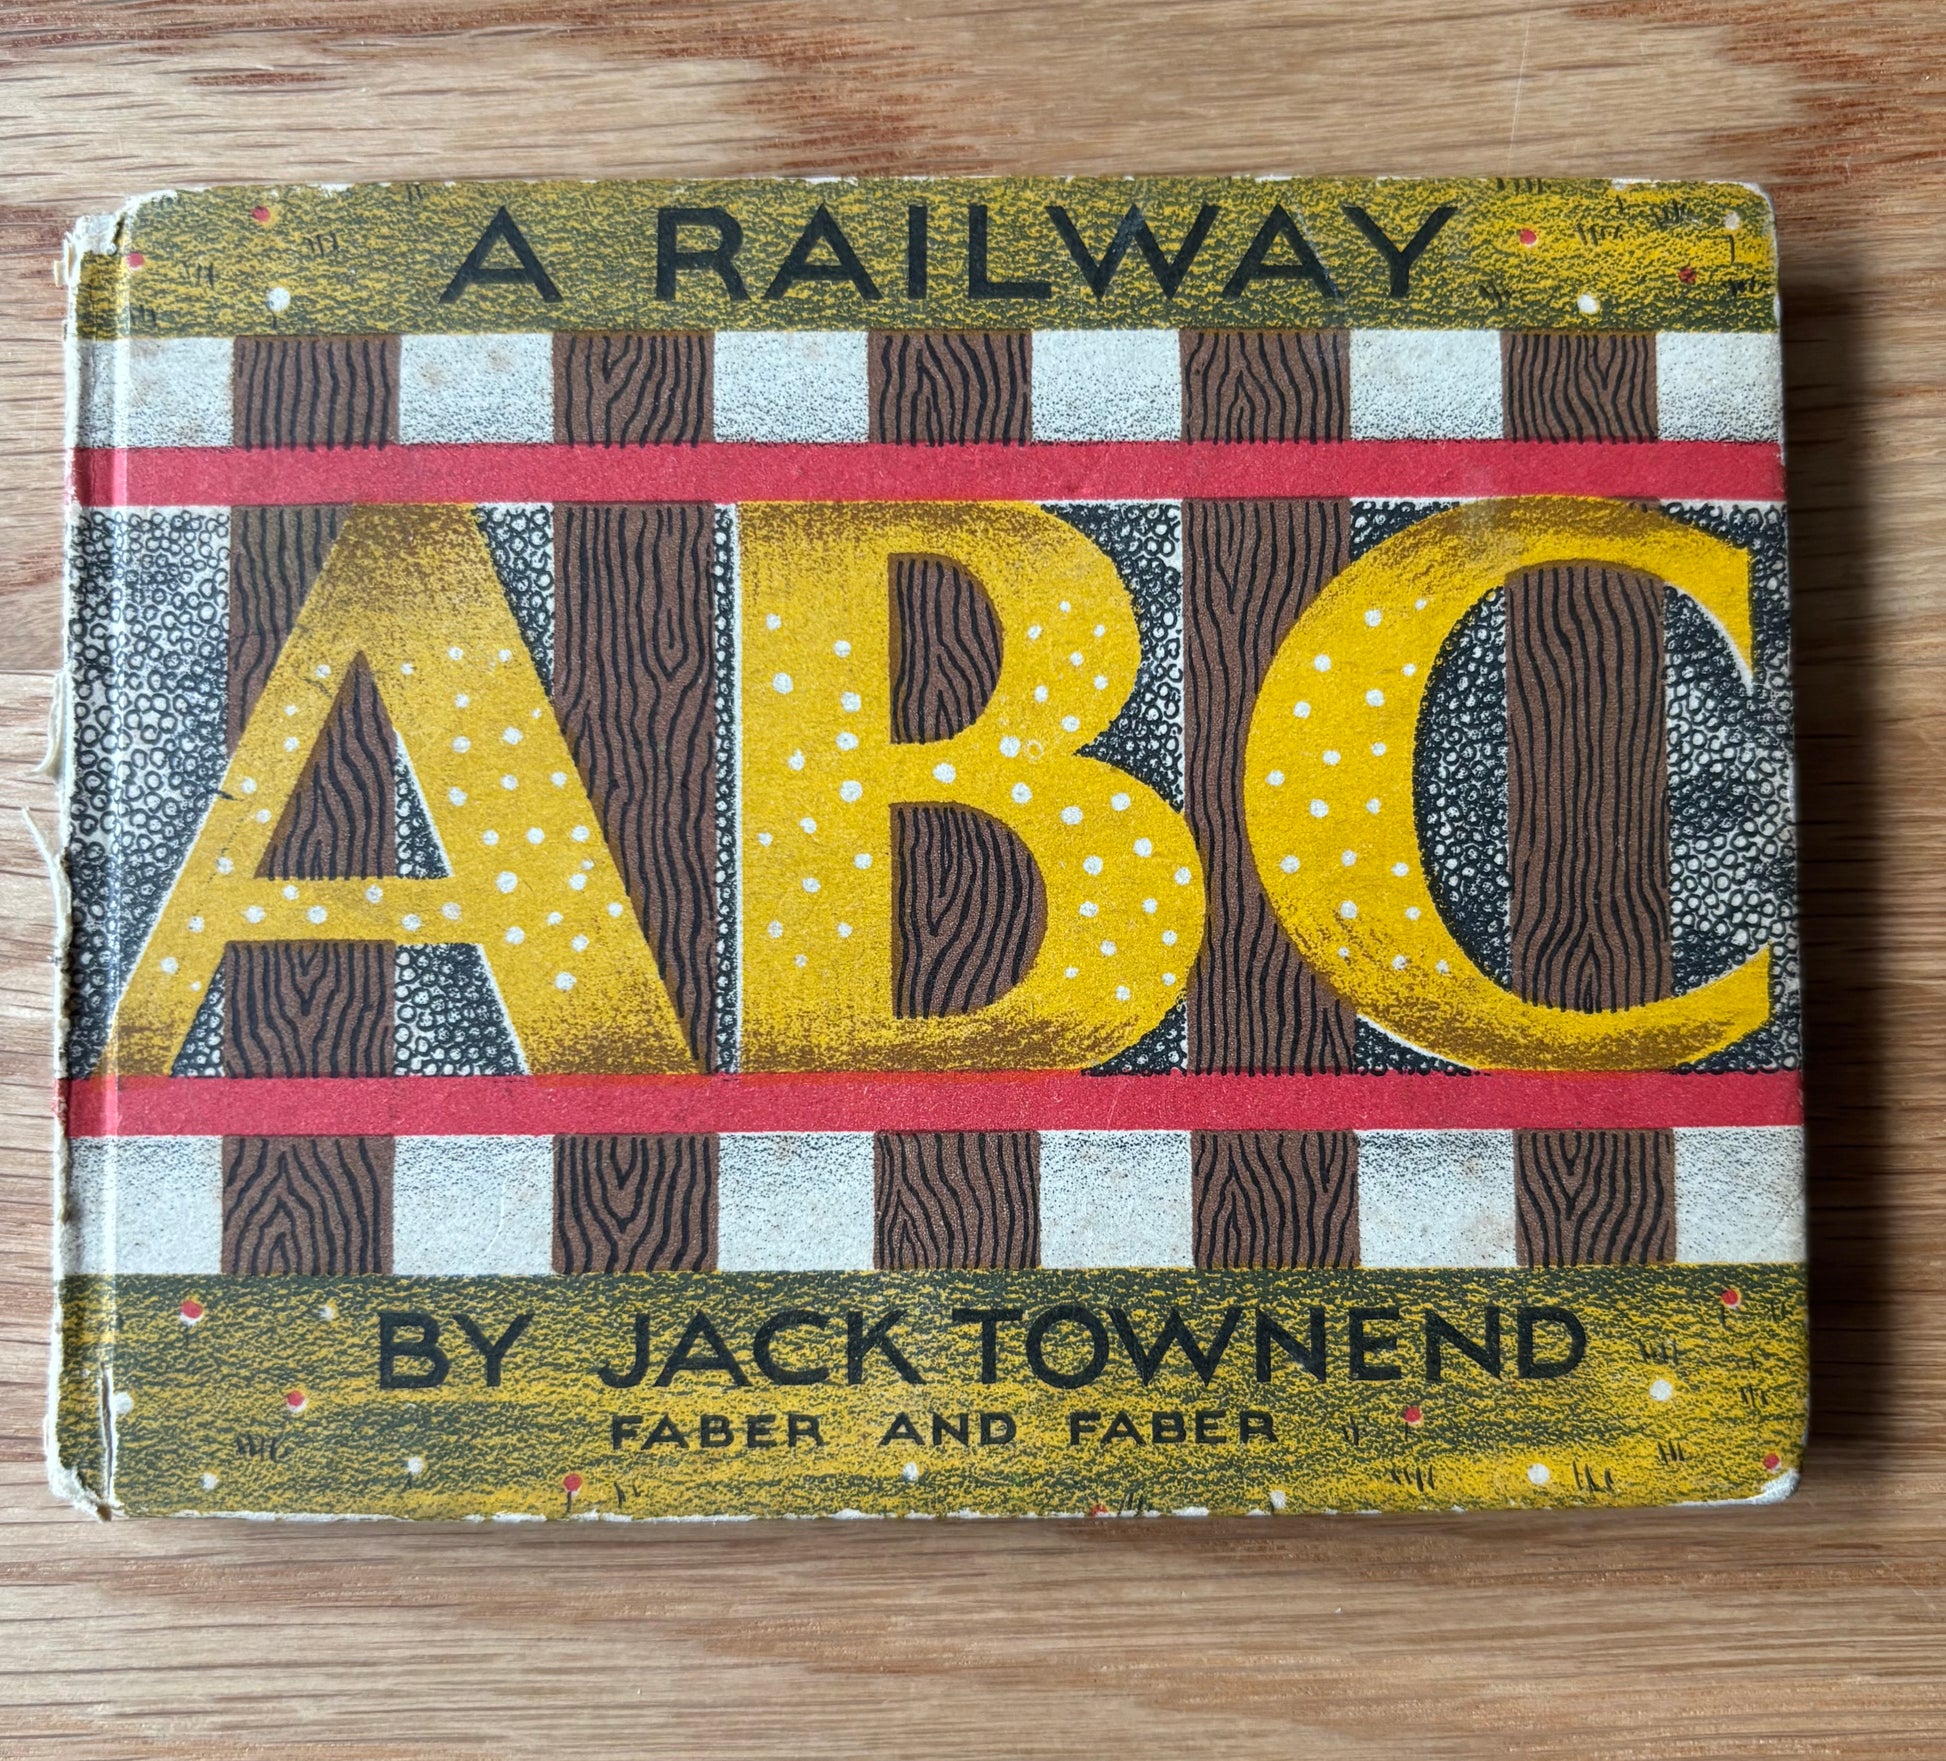 A RAILWAY
ABC
BY JACK TOWNEND
FABER AND FABER